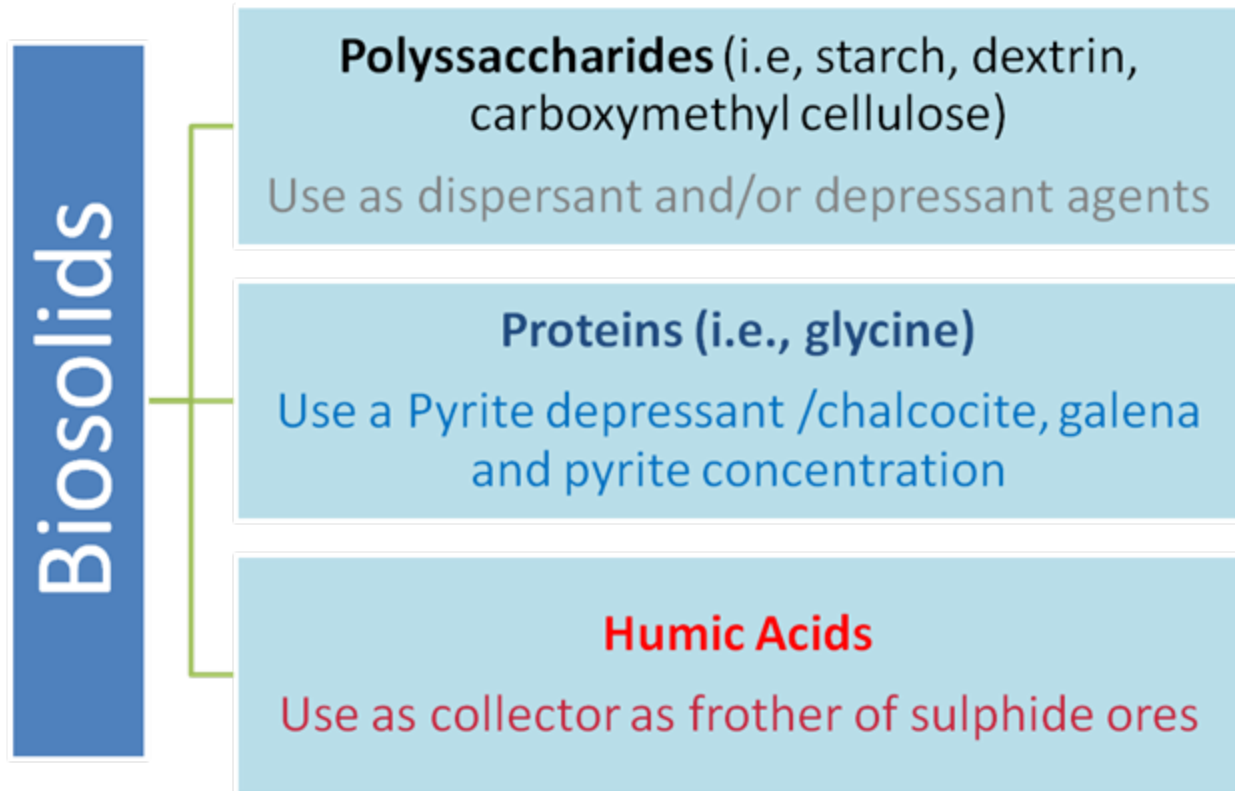 Biosolids
Polyssaccharides (i.e, starch, dextrin,
carboxymethyl cellulose)
Use as dispersant and/or depressant agents
Proteins (i.e., glycine)
Use a Pyrite depressant /chalcocite, galena
and pyrite concentration
Humic Acids
Use as collector as frother of sulphide ores